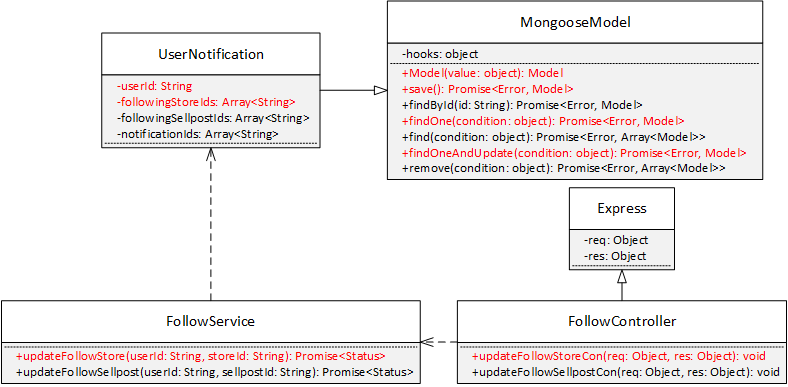 MongooseModel
-hooks: object
+Model(value: object): Model
+save(): Promise<Error, Model>
+findById(id: String): Promise<Error, Model>
+findOne(condition: object): Promise<Error, Model>
+find(condition: object): Promise<Error, Array<Model>>
+findOneAndUpdate(condition: object): Promise<Error, Model>
+remove(condition: object): Promise<Error, Array<Model>>
UserNotification
-userId: String
-followingStoreIds: Array<String>
-followingSellpostIds: Array<String>
-notificationIds: Array<String>
Express
-req: Object
-res: Object
FollowService
+updateFollowStore(userId: String, storeId: String): Promise<Status>
+updateFollowSellpost(userId: String, sellpostId: String): Promise<Status>
FollowController
+updateFollowStoreCon(req: Object, res: Object): void
+updateFollowSellpostCon(req: Object, res: Object): void